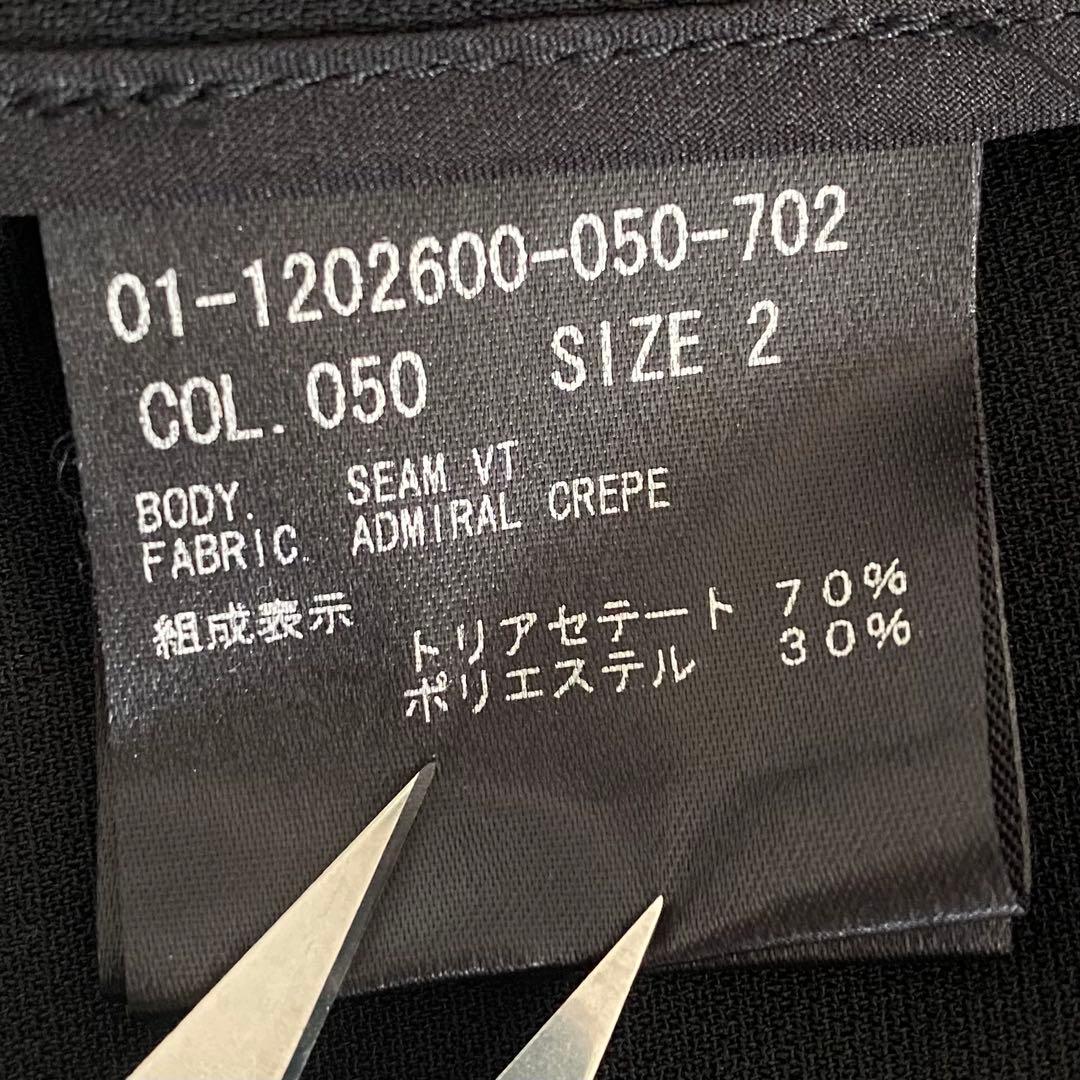 01-1202600-050-702
COL. 050 SIZE 2
BODY. SEAM VT
FABRIC. ADMIRAL CREPE
組成表示
トリアセテート 70%
ポリエステル 30%